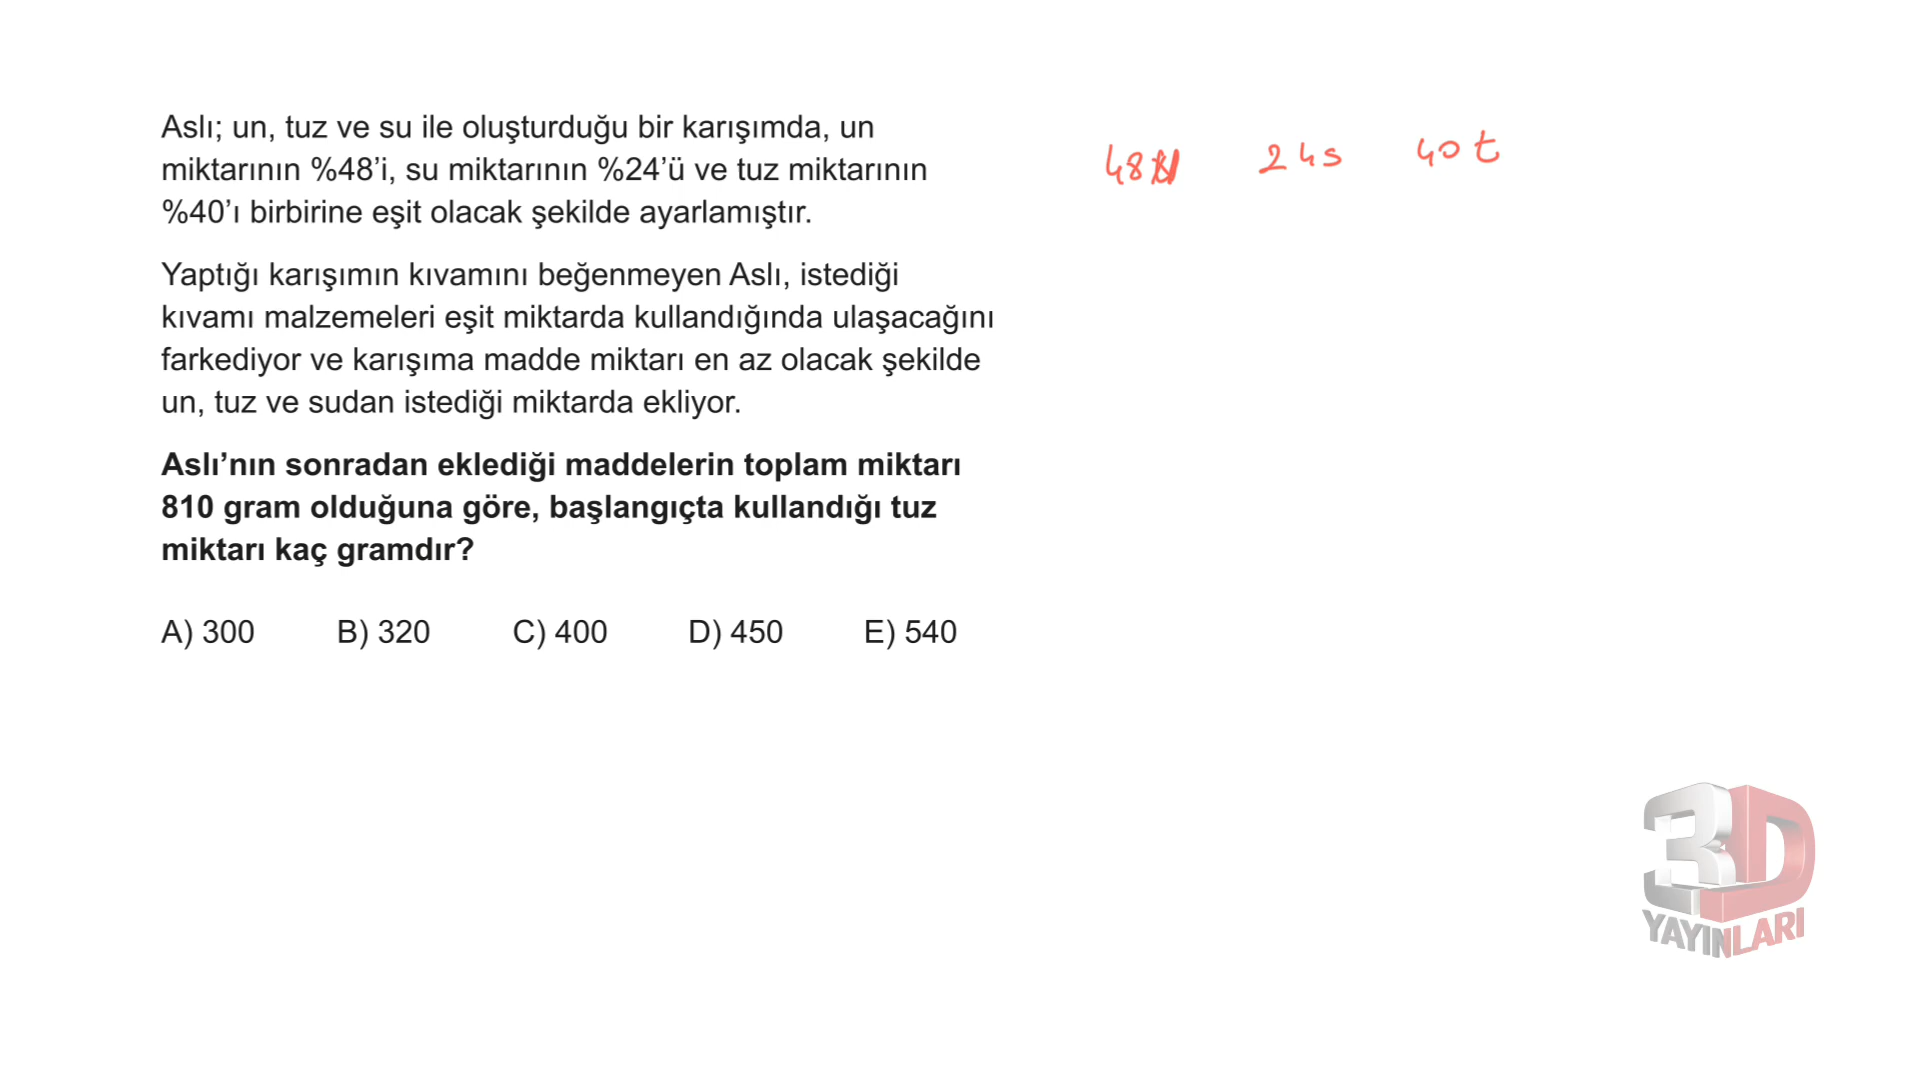 Aslı; un, tuz ve su ile oluşturduğu bir karışımda, un
miktarının %48’i, su miktarının %24’ü ve tuz miktarının
%40’ı birbirine eşit olacak şekilde ayarlamıştır.
Yaptığı karışımın kıvamını beğenmeyen Aslı, istediği
kıvamı malzemeleri eşit miktarda kullandığında ulaşacağını
farkediyor ve karışıma madde miktarı en az olacak şekilde
un, tuz ve sudan istediği miktarda ekliyor.
Aslı’nın sonradan eklediği maddelerin toplam miktarı
810 gram olduğuna göre, başlangıçta kullandığı tuz
miktarı kaç gramdır?
A) 300 B) 320 C) 400 D) 450 E) 540
48 24s 40t
3D
YAYINLARI